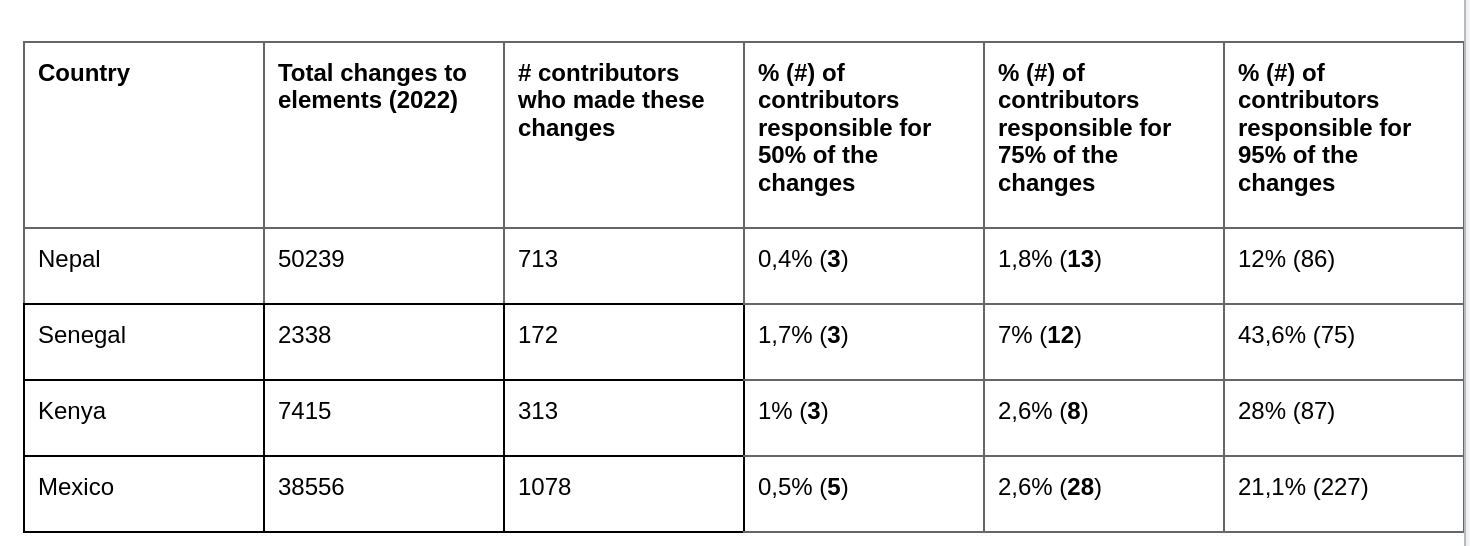 Country
Total changes to
elements (2022)
# contributors
who made these
changes
% (#) of
contributors
responsible for
50% of the
changes
% (#) of
contributors
responsible for
75% of the
changes
% (#) of
contributors
responsible for
95% of the
changes
Nepal
50239
713
0,4% (3)
1,8% (13)
12% (86)
Senegal
2338
172
1,7% (3)
7% (12)
43,6% (75)
Kenya
7415
313
1% (3)
2,6% (8)
28% (87)
Mexico
38556
1078
0,5% (5)
2,6% (28)
21,1% (227)